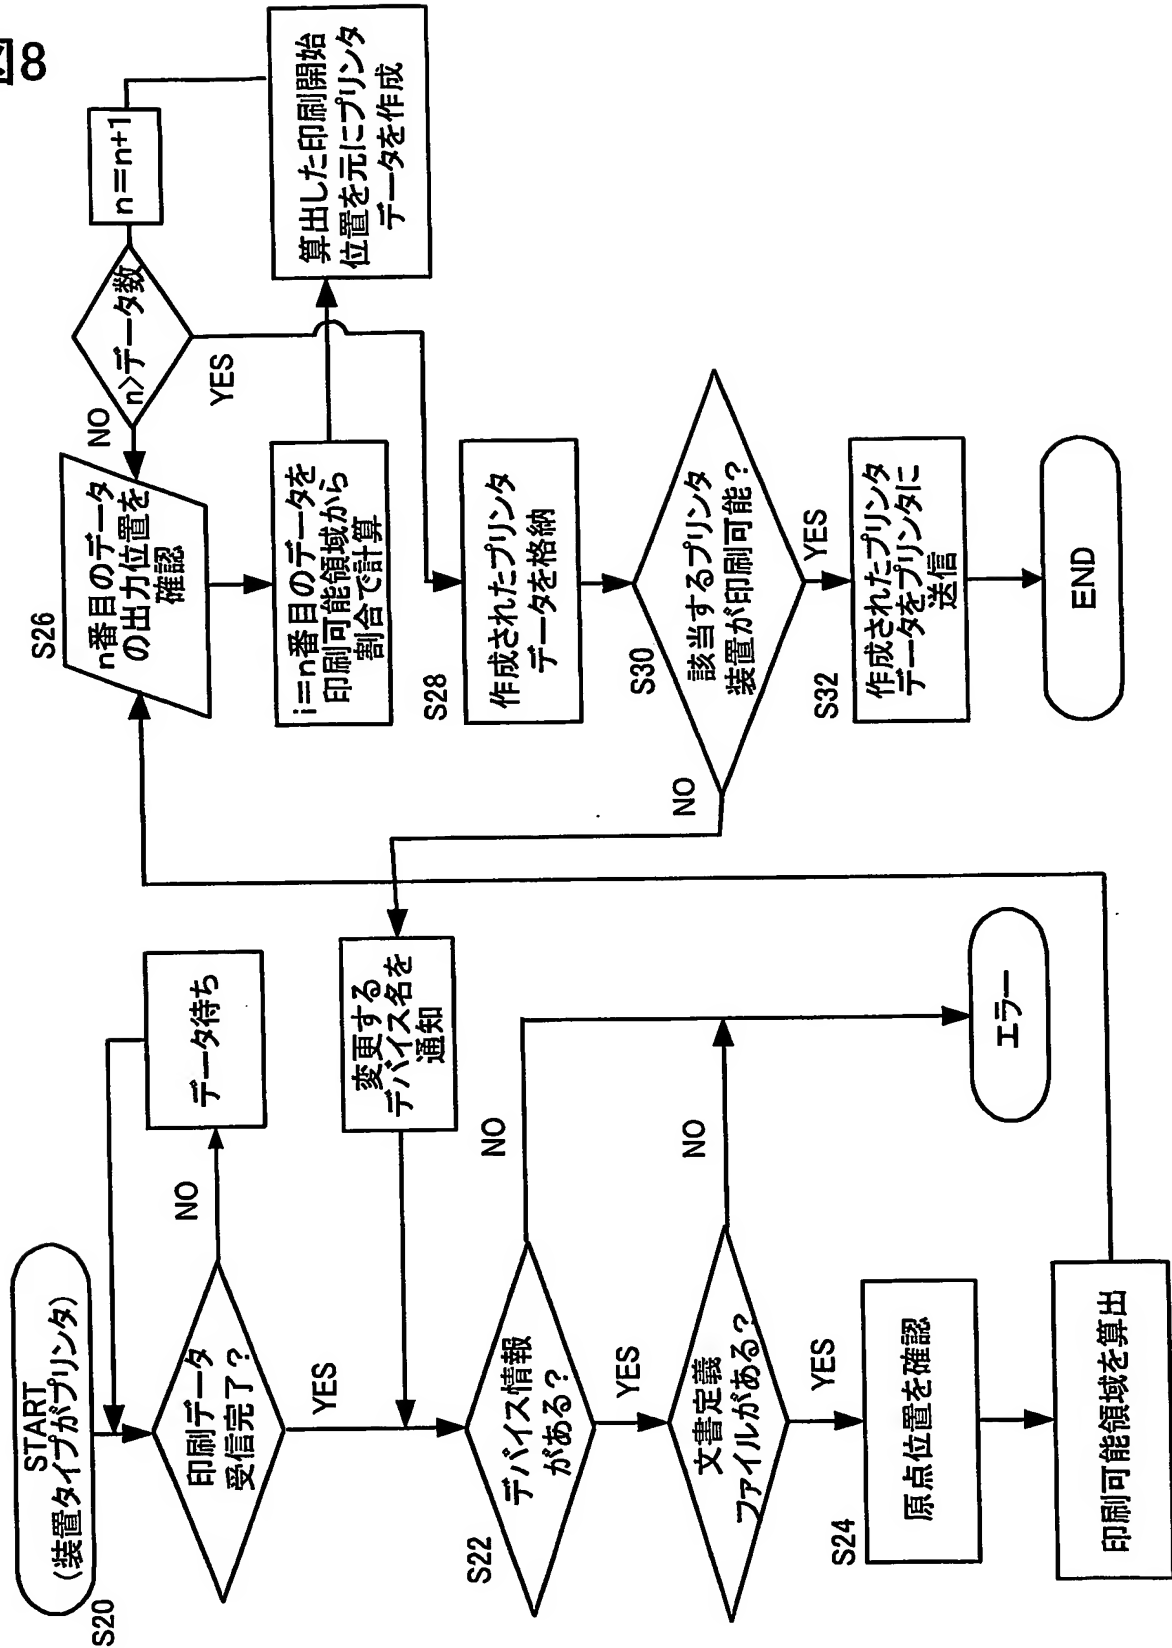 図8
START
(装置タイプがプリンタ)
S20
印刷データ
受信完了?
NO
データ待ち
YES
変更する
デバイス名を
通知
S22
デバイス情報
がある?
NO
YES
文書定義
ファイルがある?
NO
エラー
YES
S24
原点位置を確認
印刷可能領域を算出
S26
n番目のデータ
の出力位置を
確認
NO
n>データ数
n=n+1
YES
i=n番目のデータを
印刷可能領域から
割合で計算
算出した印刷開始
位置を元にプリンタ
データを作成
S28
作成されたプリンタ
データを格納
S30
該当するプリンタ
装置が印刷可能?
NO
YES
S32
作成されたプリンタ
データをプリンタに
送信
END